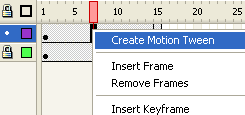 1 5 10 15 20 25
Create Motion Tween
Insert Frame
Remove Frames
Insert Keyframe